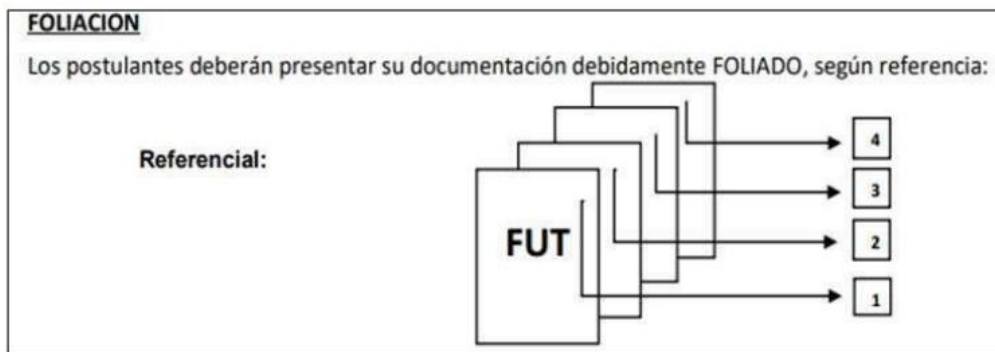 FOLIACION
Los postulantes deberán presentar su documentación debidamente FOLIADO, según referencia:
Referencial:
4
3
FUT
2
1